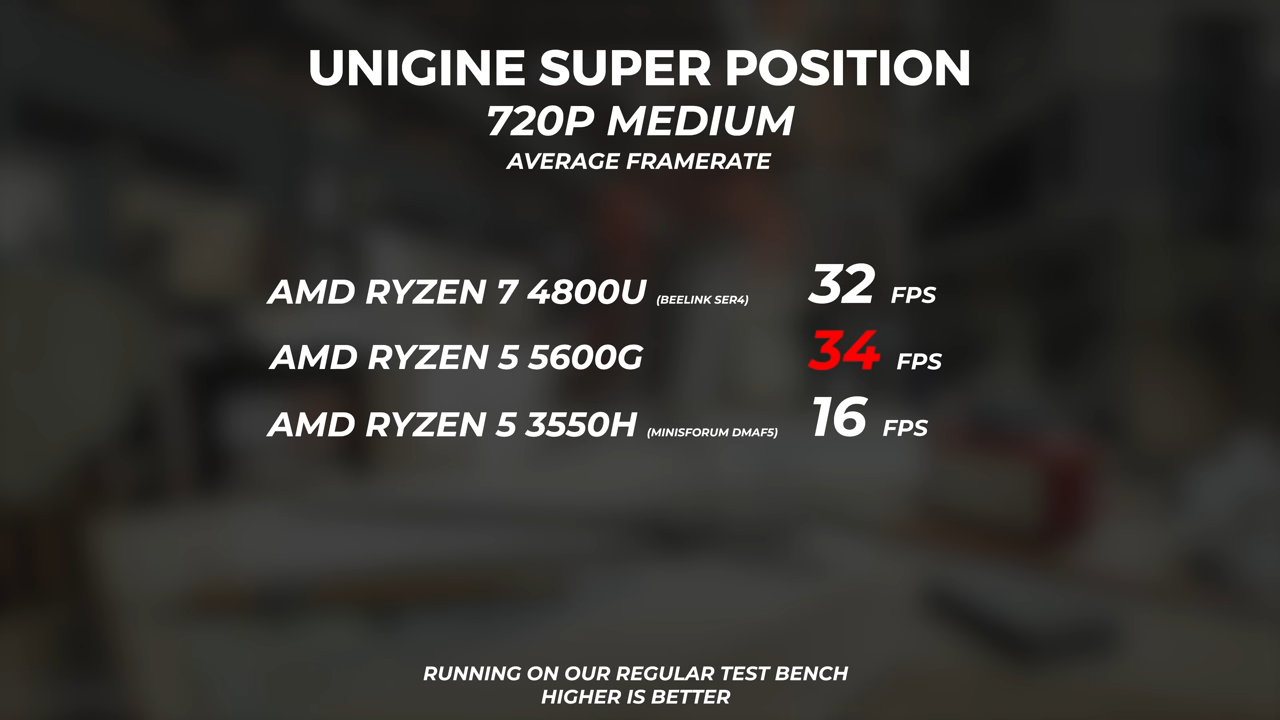 UNIGINE SUPER POSITION
720P MEDIUM
AVERAGE FRAMERATE
AMD RYZEN 7 4800U (BEELINK SER4) 32 FPS
AMD RYZEN 5 5600G 34 FPS
AMD RYZEN 5 3550H (MINISFORUM DMAF5) 16 FPS
RUNNING ON OUR REGULAR TEST BENCH
HIGHER IS BETTER